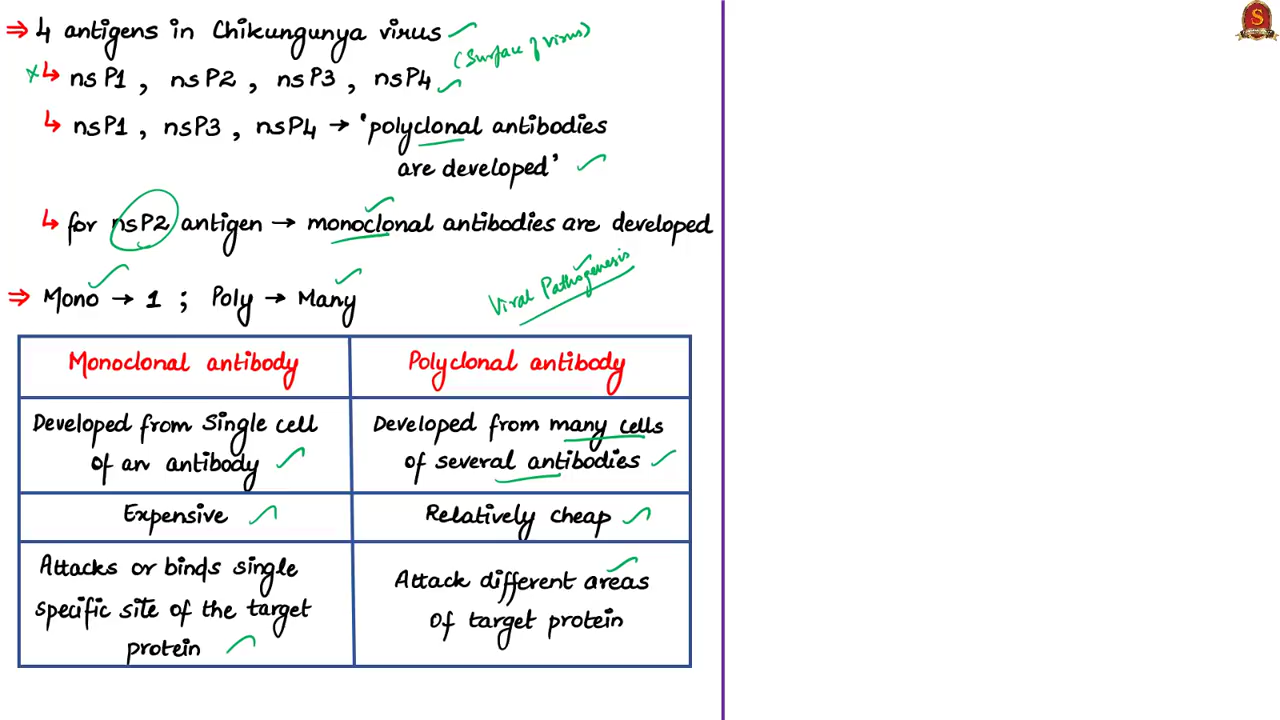 ⇒ 4 antigens in Chikungunya virus
(Surface of virus)
↳ nsP1, nsP2, nsP3, nsP4
↳ nsP1, nsP3, nsP4 → 'polyclonal antibodies
are developed'
↳ for nsP2 antigen → monoclonal antibodies are developed
Viral Pathogenesis
⇒ Mono → 1 ; Poly → Many
Monoclonal antibody
Polyclonal antibody
Developed from Single cell
of an antibody
Developed from many cells
of several antibodies
Expensive
Relatively cheap
Attacks or binds single
specific site of the target
protein
Attack different areas
of target protein
S